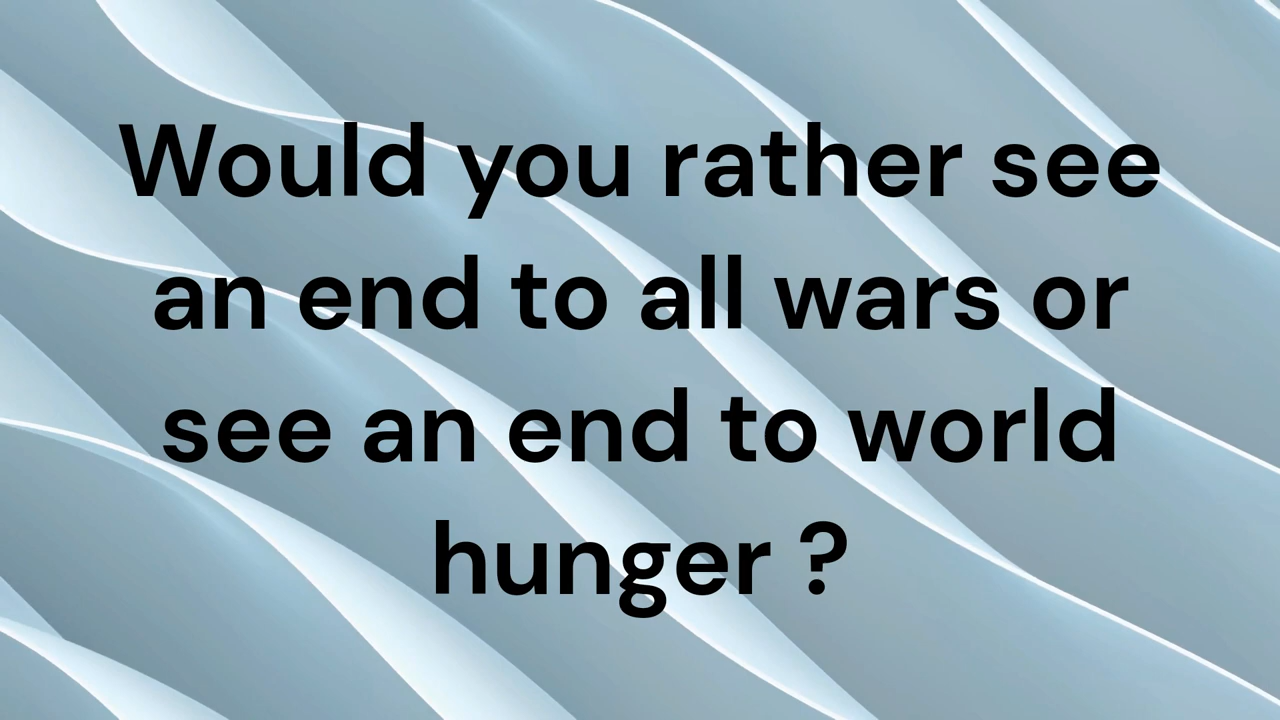 Would you rather see
an end to all wars or
see an end to world
hunger ?